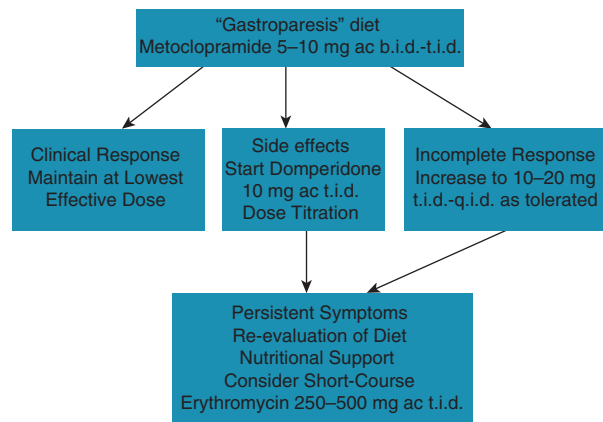 “Gastroparesis” diet
Metoclopramide 5–10 mg ac b.i.d.-t.i.d.
Clinical Response
Maintain at Lowest
Effective Dose
Side effects
Start Domperidone
10 mg ac t.i.d.
Dose Titration
Incomplete Response
Increase to 10–20 mg
t.i.d.-q.i.d. as tolerated
Persistent Symptoms
Re-evaluation of Diet
Nutritional Support
Consider Short-Course
Erythromycin 250–500 mg ac t.i.d.